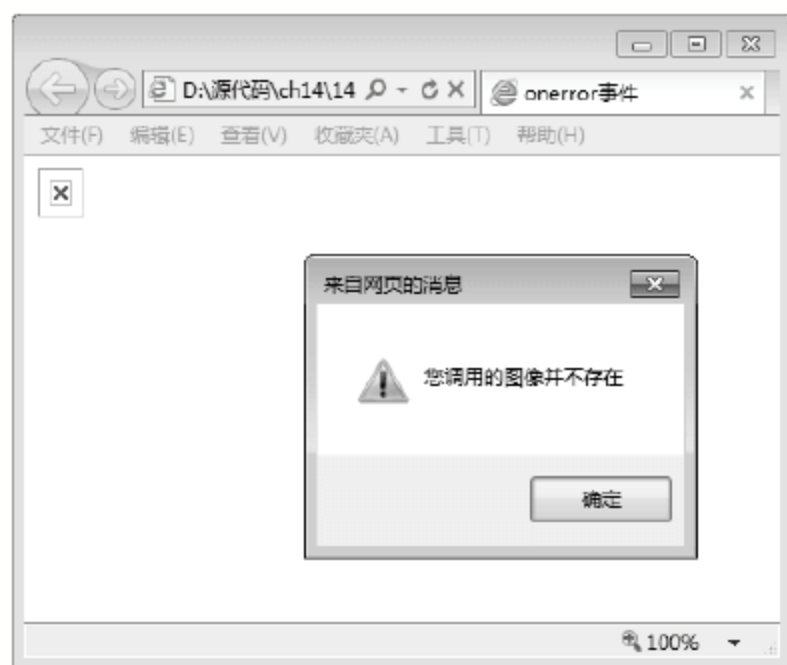 D:\源代码\ch14\14
onerror事件
文件(F) 编辑(E) 查看(V) 收藏夹(A) 工具(T) 帮助(H)
来自网页的消息
您调用的图像并不存在
确定
100%